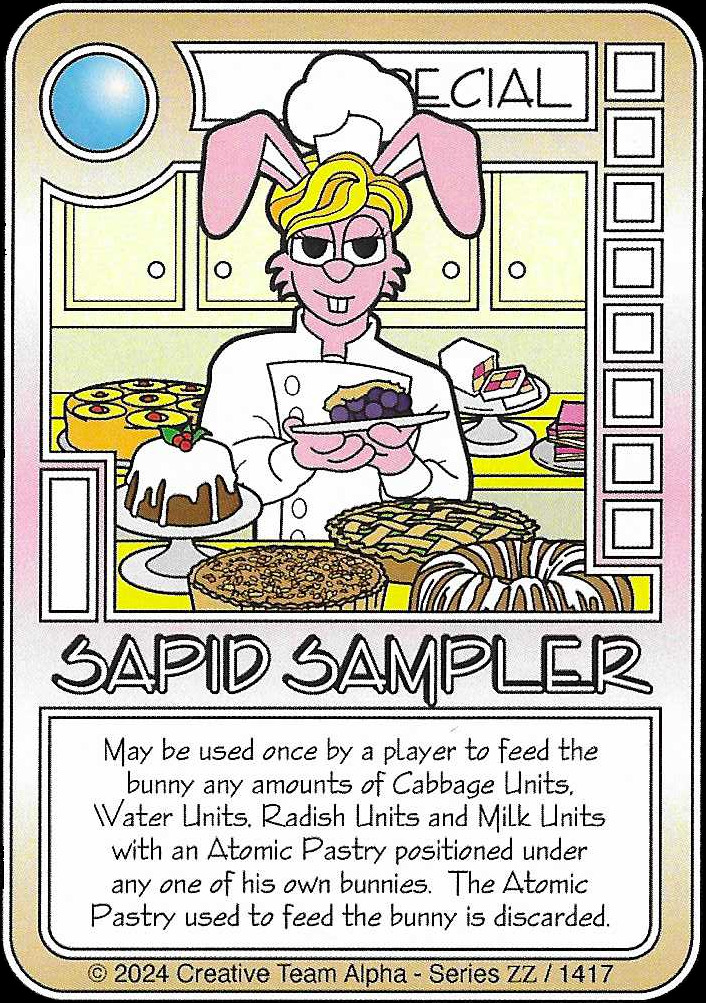 ECIAL
SAPID SAMPLER
May be used once by a player to feed the
bunny any amounts of Cabbage Units,
Water Units, Radish Units and Milk Units
with an Atomic Pastry positioned under
any one of his own bunnies. The Atomic
Pastry used to feed the bunny is discarded.
© 2024 Creative Team Alpha - Series ZZ / 1417